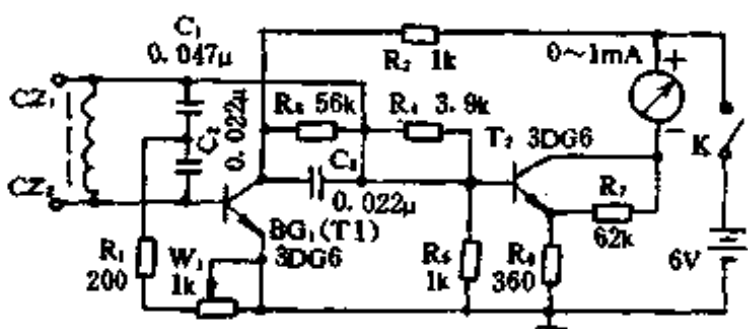 C₁
0.047μ
R₂ 1k
0～1mA
+
CZ₁
C₂
0.022μ
R₃ 56k
R₄ 3.9k
T₂ 3DG6
−
K
C₃
0.022μ
CZ₂
BG₁(T1)
3DG6
R₇
62k
R₁
200
W₁
1k
R₅
1k
R₆
360
6V